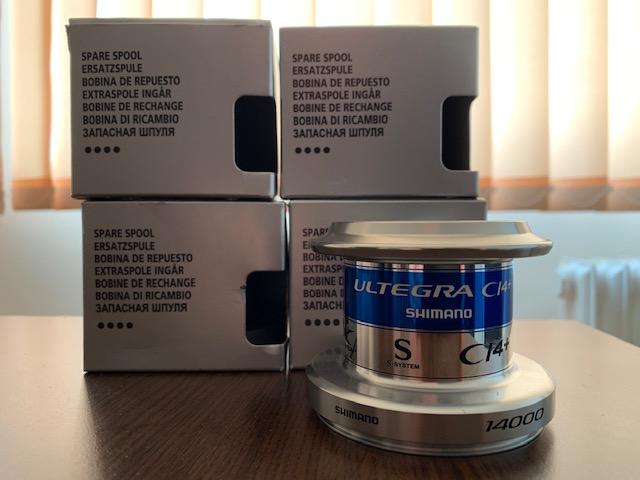 SPARE SPOOL
ERSATZSPULE
BOBINA DE REPUESTO
EXTRASPOLE INGÅR
BOBINE DE RECHANGE
BOBINA DI RICAMBIO
ЗАПАСНАЯ ШПУЛЯ
SPARE SPOOL
ERSATZSPULE
BOBINA DE REPUESTO
EXTRASPOLE INGÅR
BOBINE DE RECHANGE
BOBINA DI RICAMBIO
ЗАПАСНАЯ ШПУЛЯ
SPARE SPOOL
ERSATZSPULE
BOBINA DE REPUESTO
EXTRASPOLE INGÅR
BOBINE DE RECHANGE
BOBINA DI RICAMBIO
ЗАПАСНАЯ ШПУЛЯ
SPARE
ULTEGRA CI4+
SHIMANO
S CI4+
S-SYSTEM
SHIMANO 14000